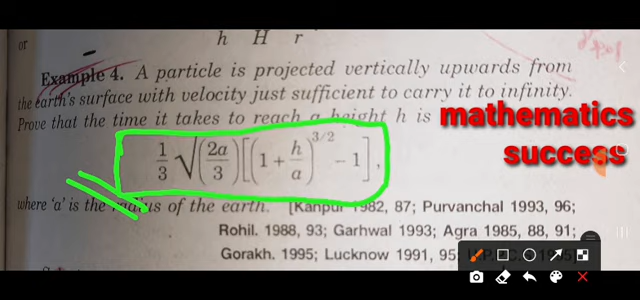 or
h H r
Example 4. A particle is projected vertically upwards from
the earth's surface with velocity just sufficient to carry it to infinity.
Prove that the time it takes to reach a height h is
mathematics
success
1/3 √(2a/3) [(1 + h/a)^3/2 − 1],
where 'a' is the radius of the earth. [Kanpur 1982, 87; Purvanchal 1993, 96;
Rohil. 1988, 93; Garhwal 1993; Agra 1985, 88, 91;
Gorakh. 1995; Lucknow 1991, 95;